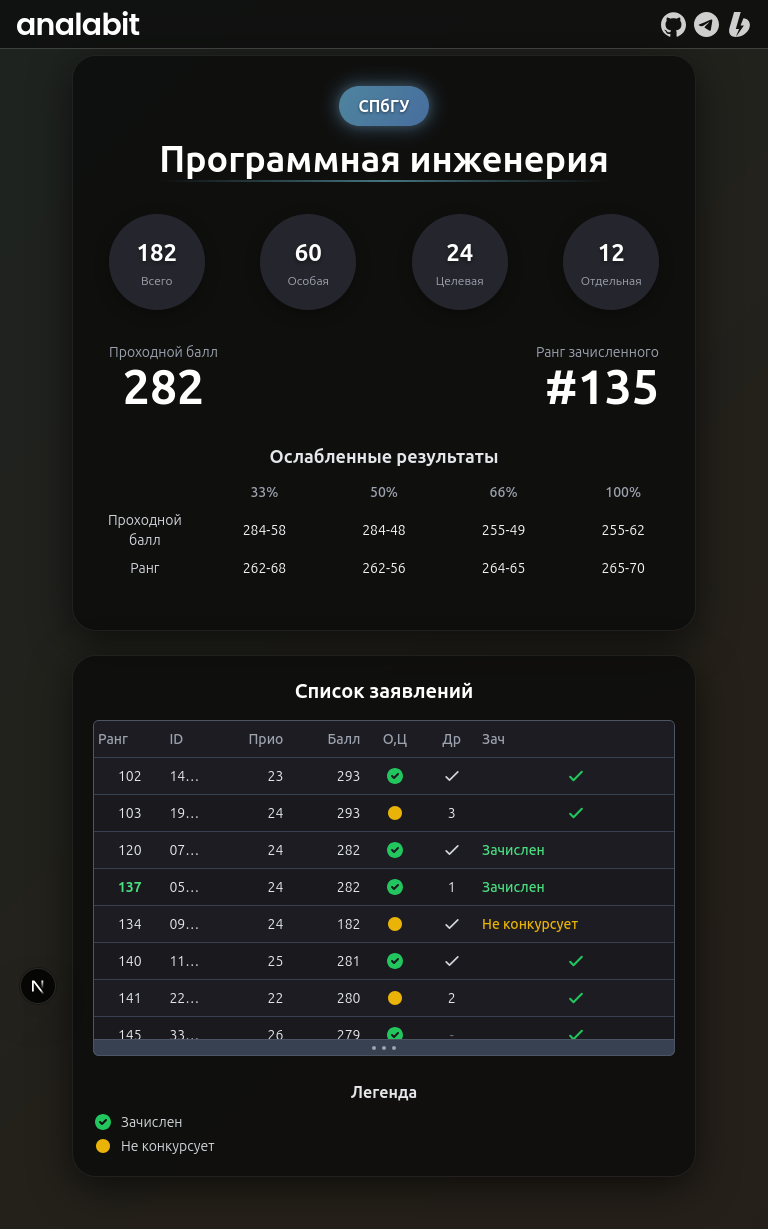 analabit
СПбГУ
Программная инженерия
182 60 24 12
Всего Особая Целевая Отдельная
Проходной балл Ранг зачисленного
282 #135
Ослабленные результаты
33% 50% 66% 100%
Проходной балл 284-58 284-48 255-49 255-62
Ранг 262-68 262-56 264-65 265-70
Список заявлений
Ранг ID Прио Балл О,Ц Др Зач
102 14... 23 293
103 19... 24 293 3
120 07... 24 282 Зачислен
137 05... 24 282 1 Зачислен
134 09... 24 182 Не конкурсует
140 11... 25 281
141 22... 22 280 2
145 33... 26 279 -
Легенда
Зачислен
Не конкурсует
N